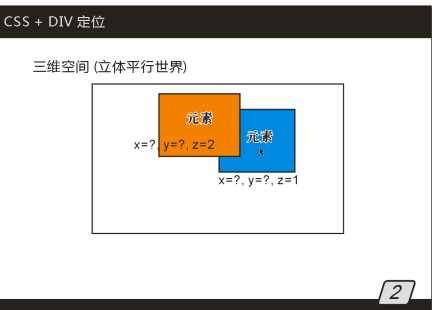 CSS + DIV 定位
三维空间 (立体平行世界)
元素
元素
x=?, y=?, z=2
x=?, y=?, z=1
2